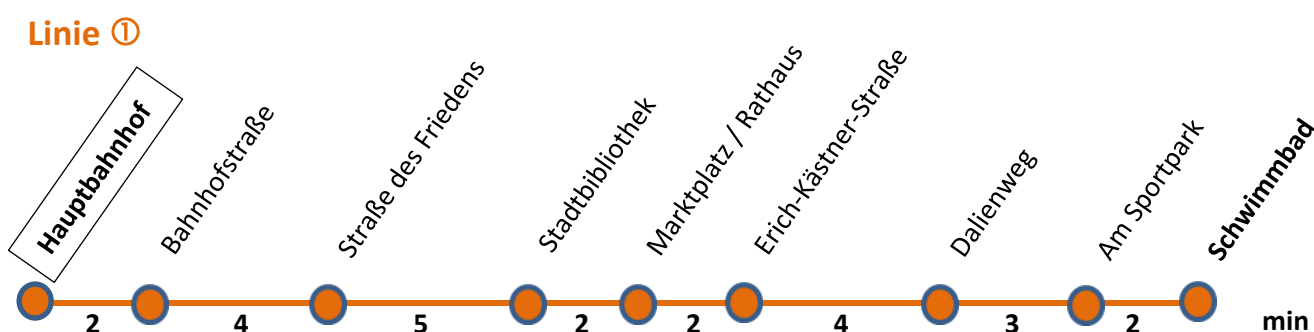 Linie ①
Hauptbahnhof
Bahnhofstraße
Straße des Friedens
Stadtbibliothek
Marktplatz / Rathaus
Erich-Kästner-Straße
Dalienweg
Am Sportpark
Schwimmbad
2 4 5 2 2 4 3 2 min